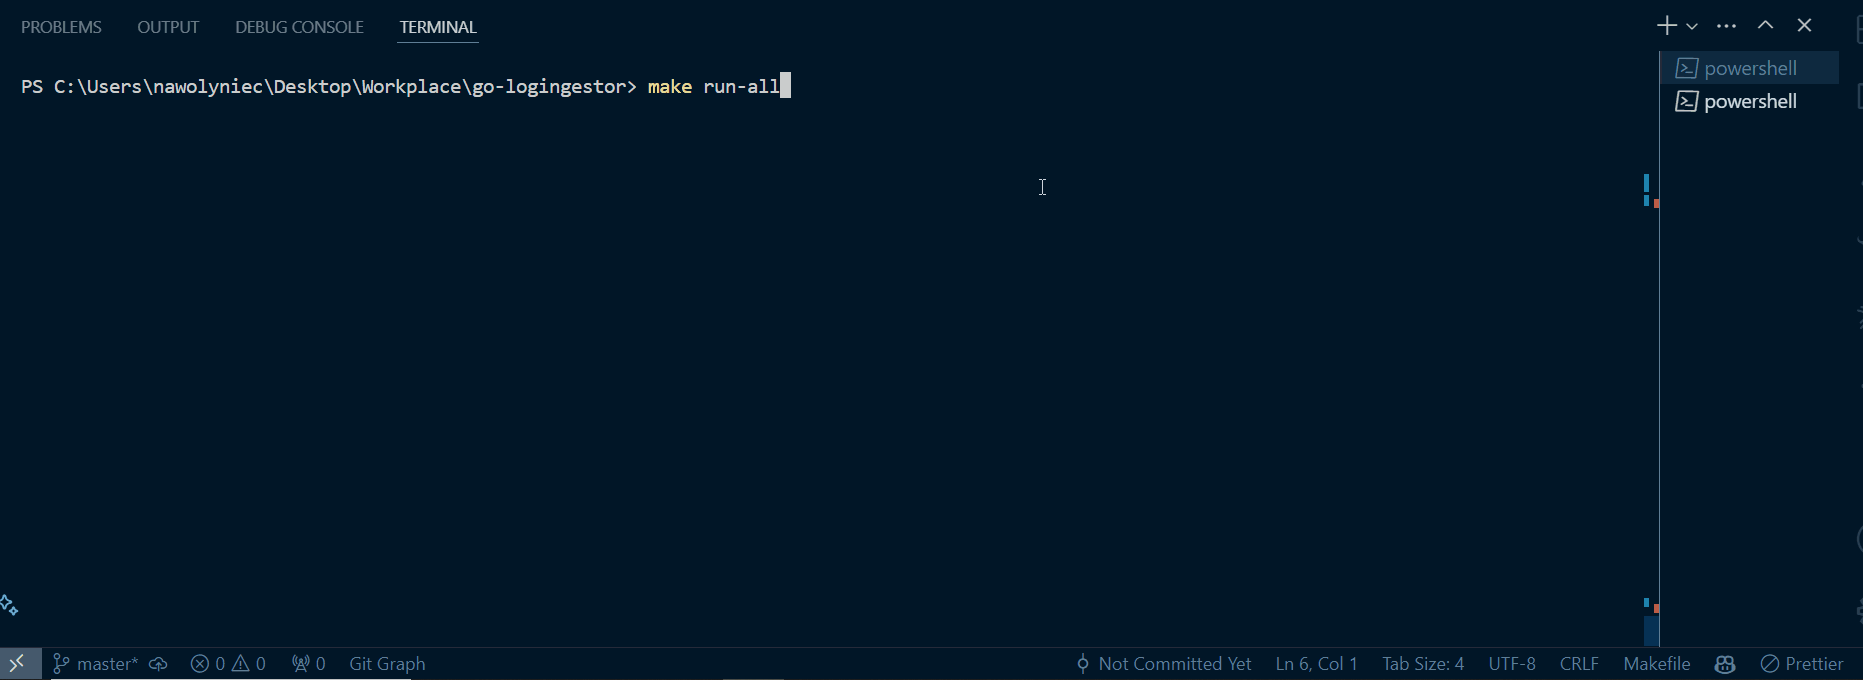 PROBLEMS OUTPUT DEBUG CONSOLE TERMINAL
PS C:\Users\nawolyniec\Desktop\Workplace\go-logingestor> make run-all
powershell
powershell
master* 0 0 0 Git Graph Not Committed Yet Ln 6, Col 1 Tab Size: 4 UTF-8 CRLF Makefile Prettier